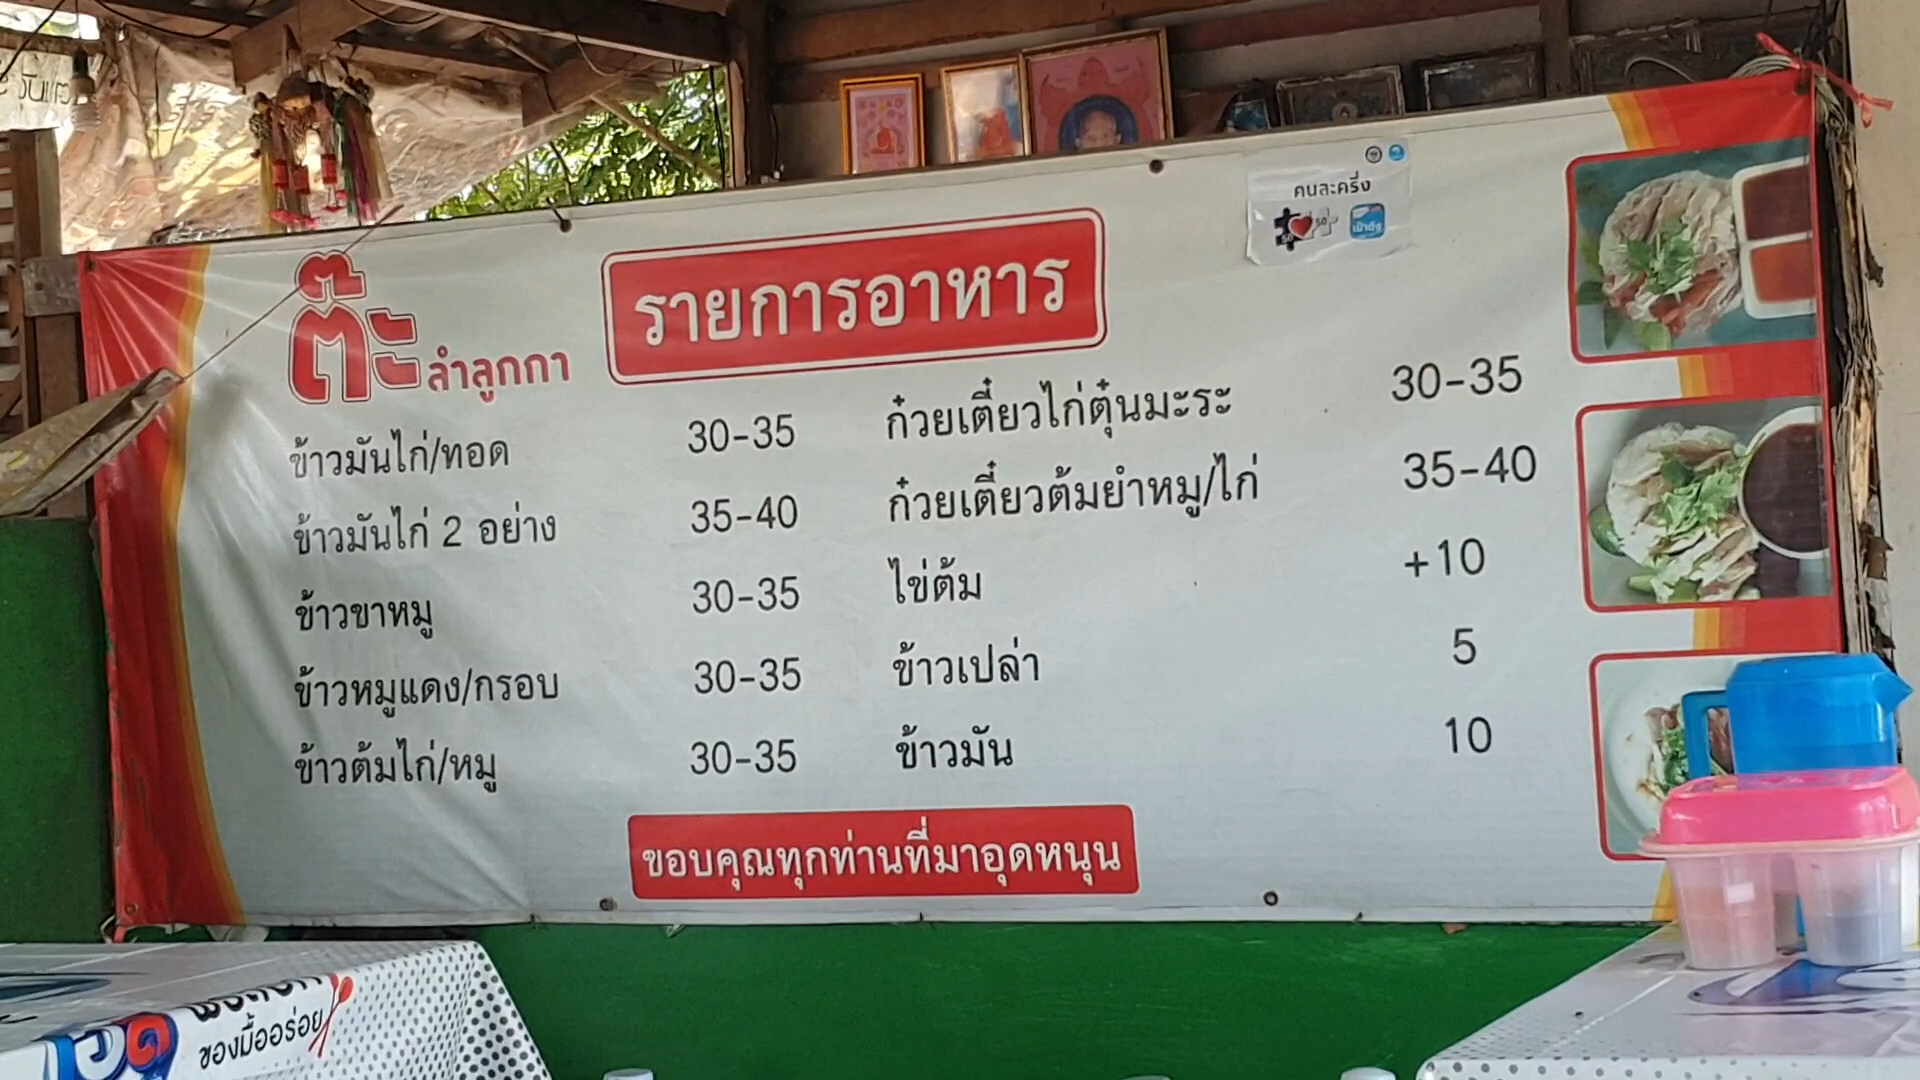 คนละครึ่ง
เป๋าตัง
ต๊ะ ลำลูกกา
รายการอาหาร
ข้าวมันไก่/ทอด 30-35
ข้าวมันไก่ 2 อย่าง 35-40
ข้าวขาหมู 30-35
ข้าวหมูแดง/กรอบ 30-35
ข้าวต้มไก่/หมู 30-35
ก๋วยเตี๋ยวไก่ตุ๋นมะระ 30-35
ก๋วยเตี๋ยวต้มยำหมู/ไก่ 35-40
ไข่ต้ม +10
ข้าวเปล่า 5
ข้าวมัน 10
ขอบคุณทุกท่านที่มาอุดหนุน
ของมื้ออร่อย